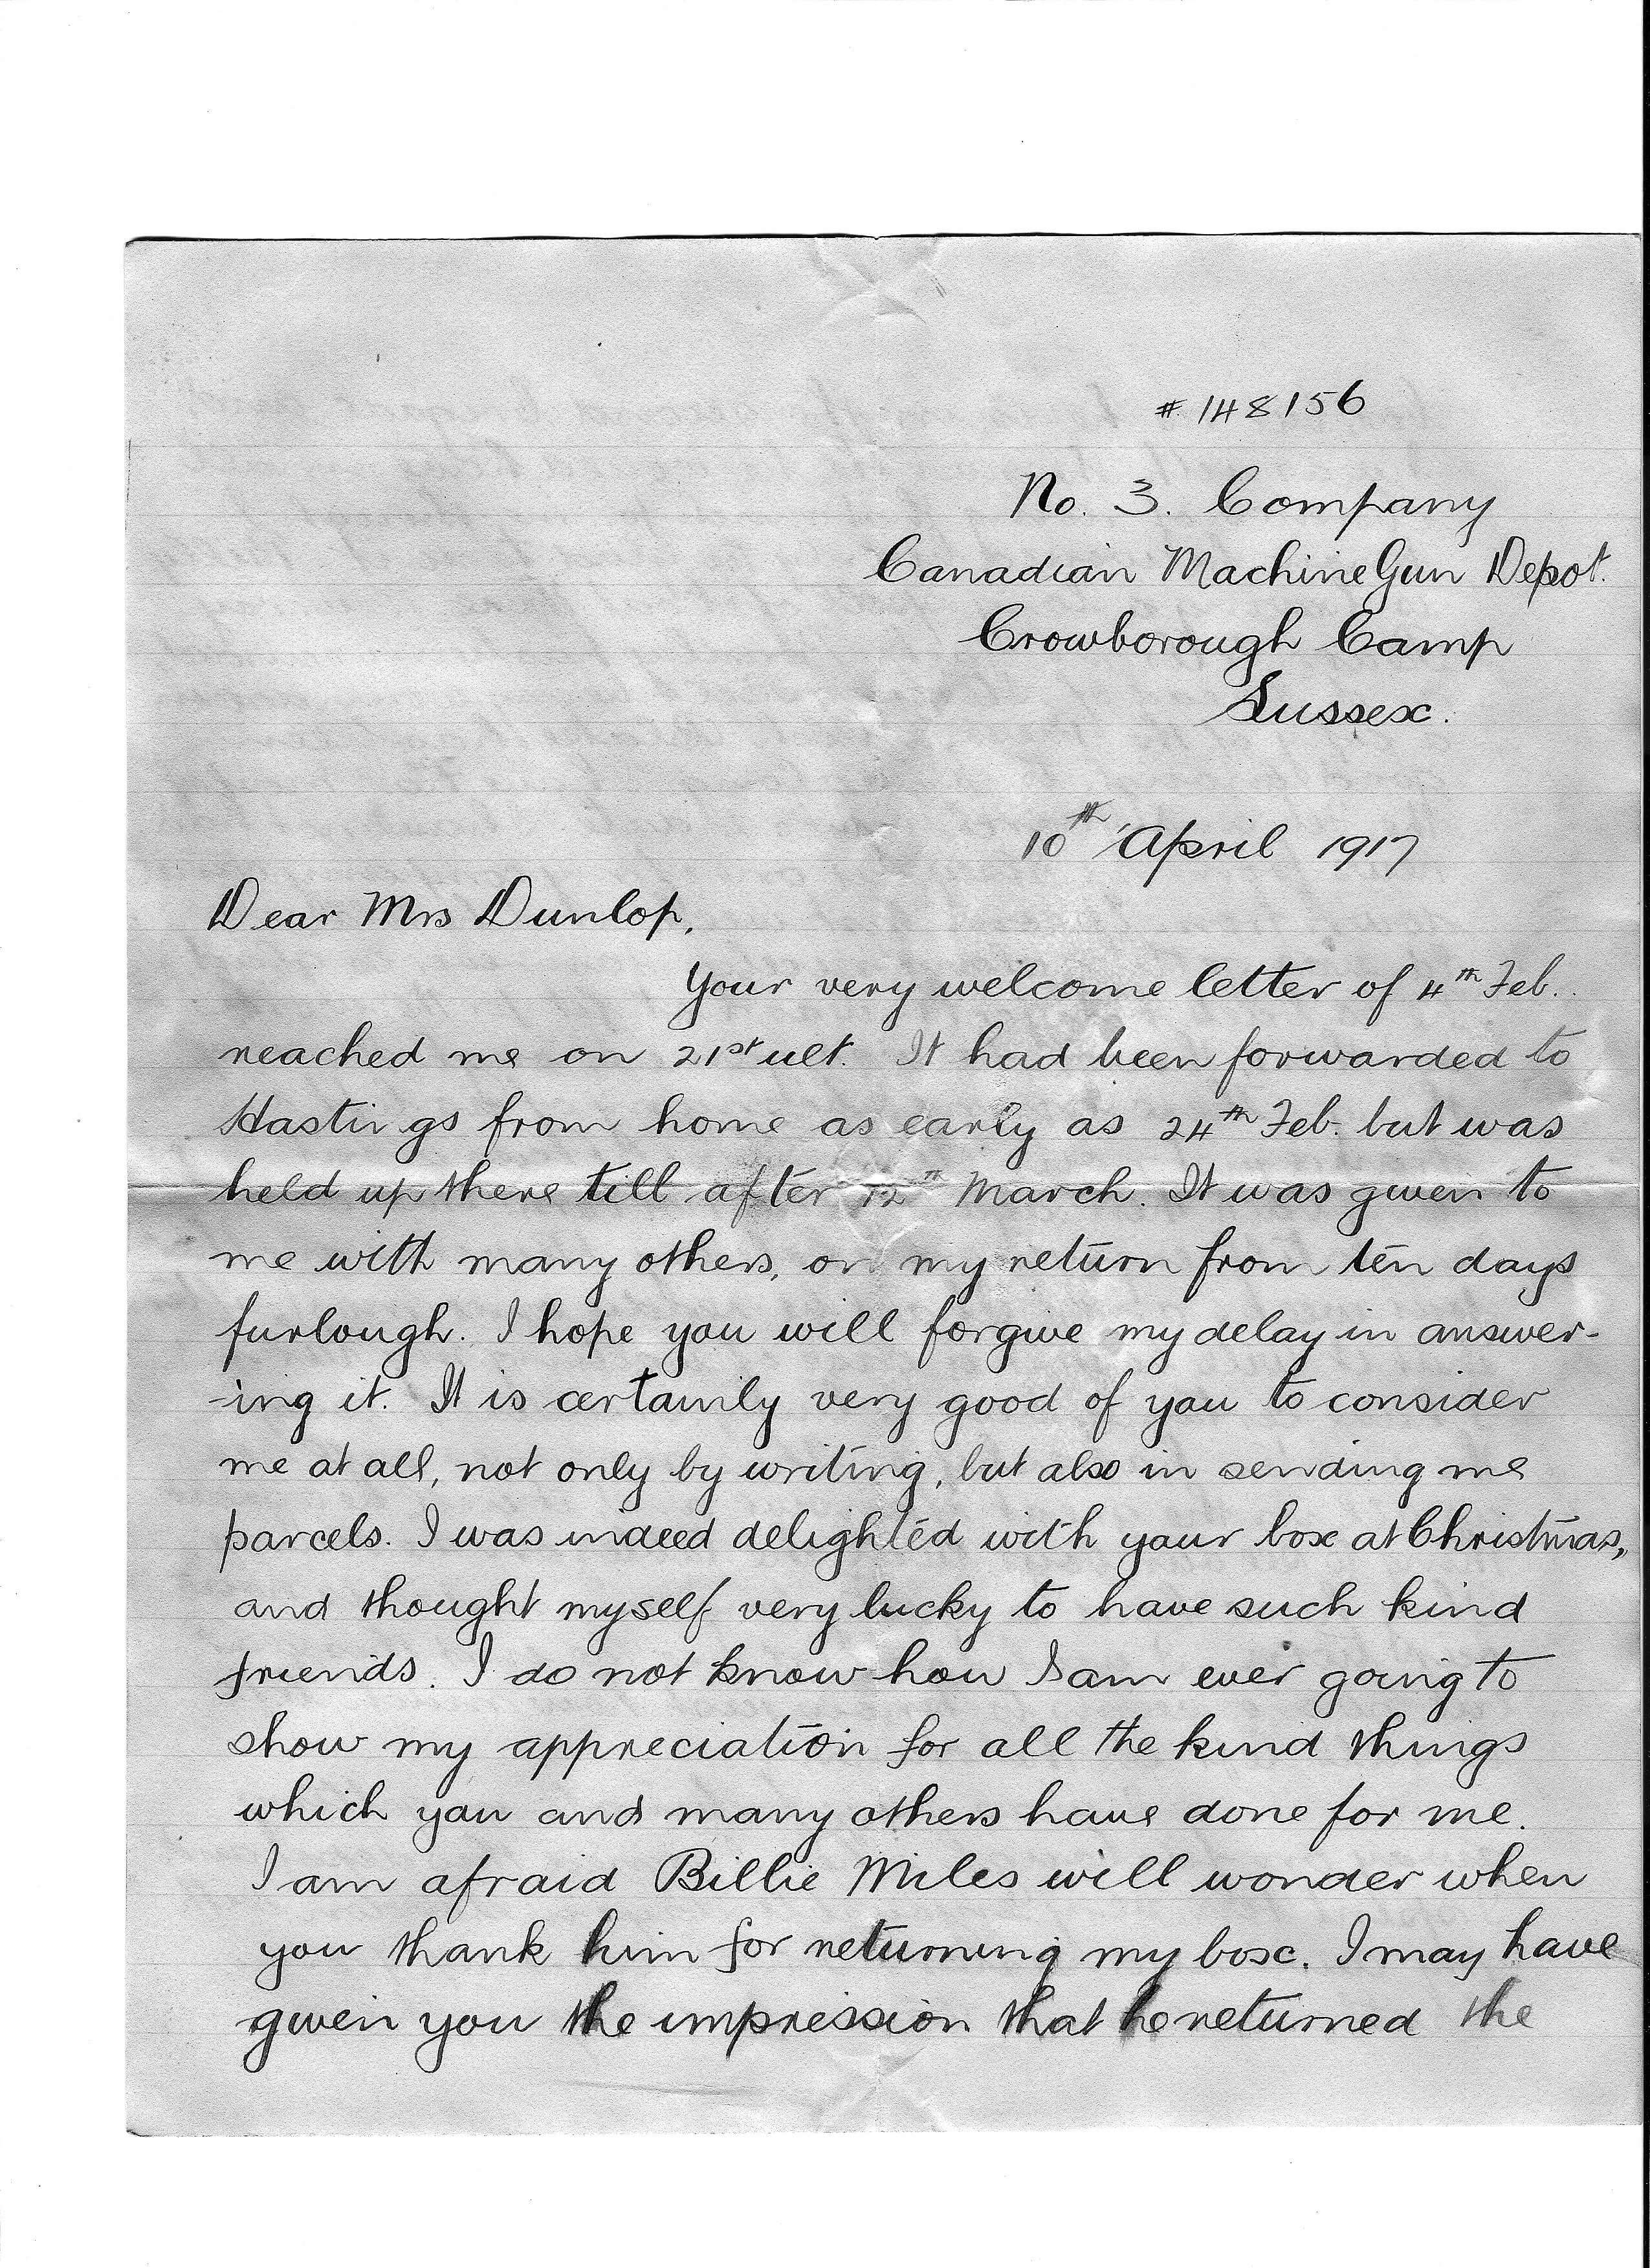 # 148156
No. 3. Company
Canadian Machine Gun Depot.
Crowborough Camp
Sussex.
10th April 1917
Dear Mrs Dunlop,
Your very welcome letter of 4th Feb.
reached me on 21st ult. It had been forwarded to
Hastings from home as early as 24th Feb. but was
held up there till after 12th March. It was given to
me with many others, on my return from ten days
furlough. I hope you will forgive my delay in answer-
-ing it. It is certainly very good of you to consider
me at all, not only by writing, but also in sending me
parcels. I was indeed delighted with your box at Christmas,
and thought myself very lucky to have such kind
friends. I do not know how I am ever going to
show my appreciation for all the kind things
which you and many others have done for me.
I am afraid Billie Miles will wonder when
you thank him for returning my box. I may have
given you the impression that he returned the